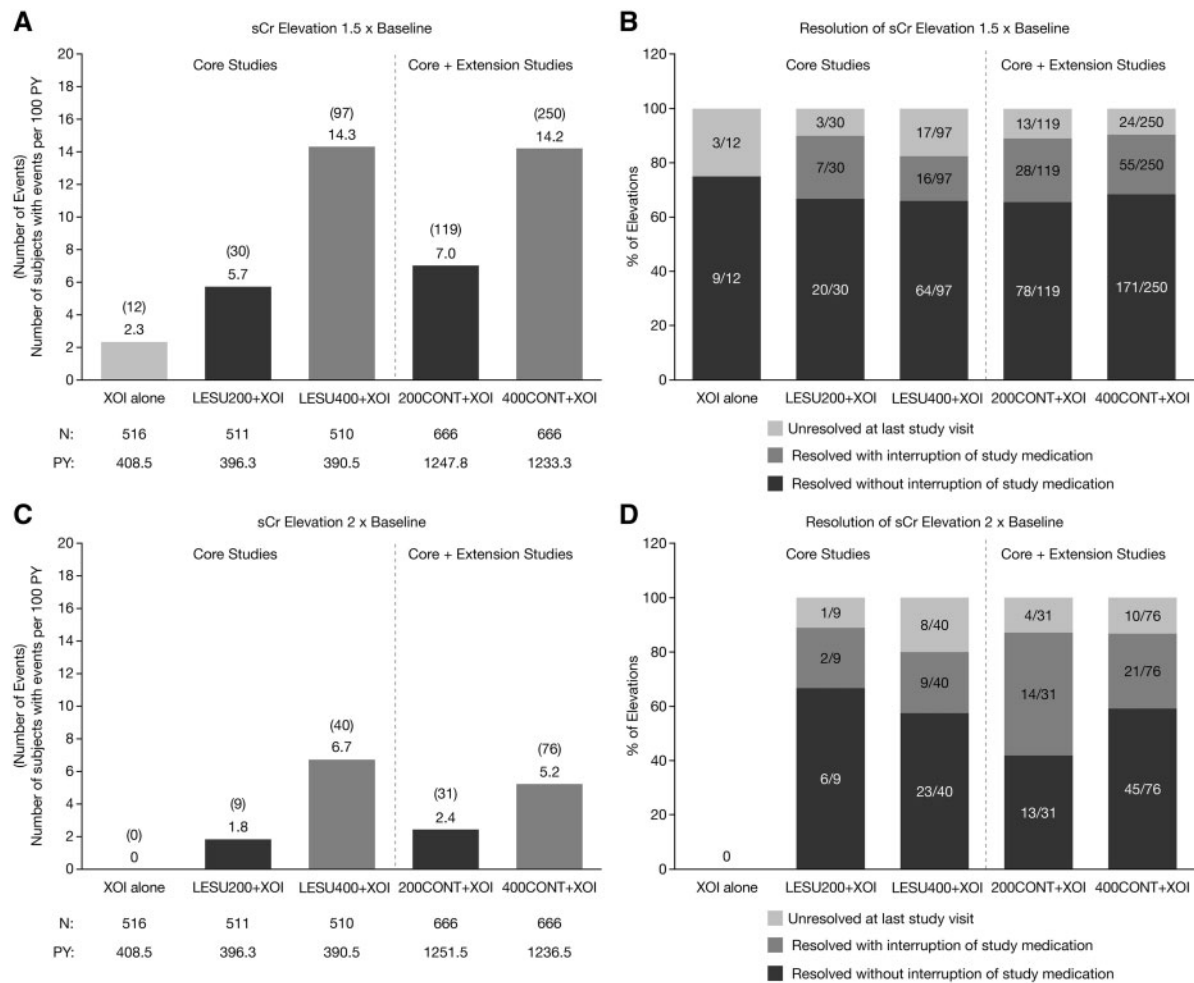 A
sCr Elevation 1.5 x Baseline
(Number of Events)
Number of subjects with events per 100 PY
20
18
16
14
12
10
8
6
4
2
0
Core Studies
Core + Extension Studies
(12)
2.3
(30)
5.7
(97)
14.3
(119)
7.0
(250)
14.2
XOI alone LESU200+XOI LESU400+XOI 200CONT+XOI 400CONT+XOI
N: 516 511 510 666 666
PY: 408.5 396.3 390.5 1247.8 1233.3
B
Resolution of sCr Elevation 1.5 x Baseline
% of Elevations
120
100
80
60
40
20
0
Core Studies
Core + Extension Studies
3/12
9/12
3/30
7/30
20/30
17/97
16/97
64/97
13/119
28/119
78/119
24/250
55/250
171/250
XOI alone LESU200+XOI LESU400+XOI 200CONT+XOI 400CONT+XOI
Unresolved at last study visit
Resolved with interruption of study medication
Resolved without interruption of study medication
C
sCr Elevation 2 x Baseline
(Number of Events)
Number of subjects with events per 100 PY
20
18
16
14
12
10
8
6
4
2
0
Core Studies
Core + Extension Studies
(0)
0
(9)
1.8
(40)
6.7
(31)
2.4
(76)
5.2
XOI alone LESU200+XOI LESU400+XOI 200CONT+XOI 400CONT+XOI
N: 516 511 510 666 666
PY: 408.5 396.3 390.5 1251.5 1236.5
D
Resolution of sCr Elevation 2 x Baseline
% of Elevations
120
100
80
60
40
20
0
Core Studies
Core + Extension Studies
0
1/9
2/9
6/9
8/40
9/40
23/40
4/31
14/31
13/31
10/76
21/76
45/76
XOI alone LESU200+XOI LESU400+XOI 200CONT+XOI 400CONT+XOI
Unresolved at last study visit
Resolved with interruption of study medication
Resolved without interruption of study medication